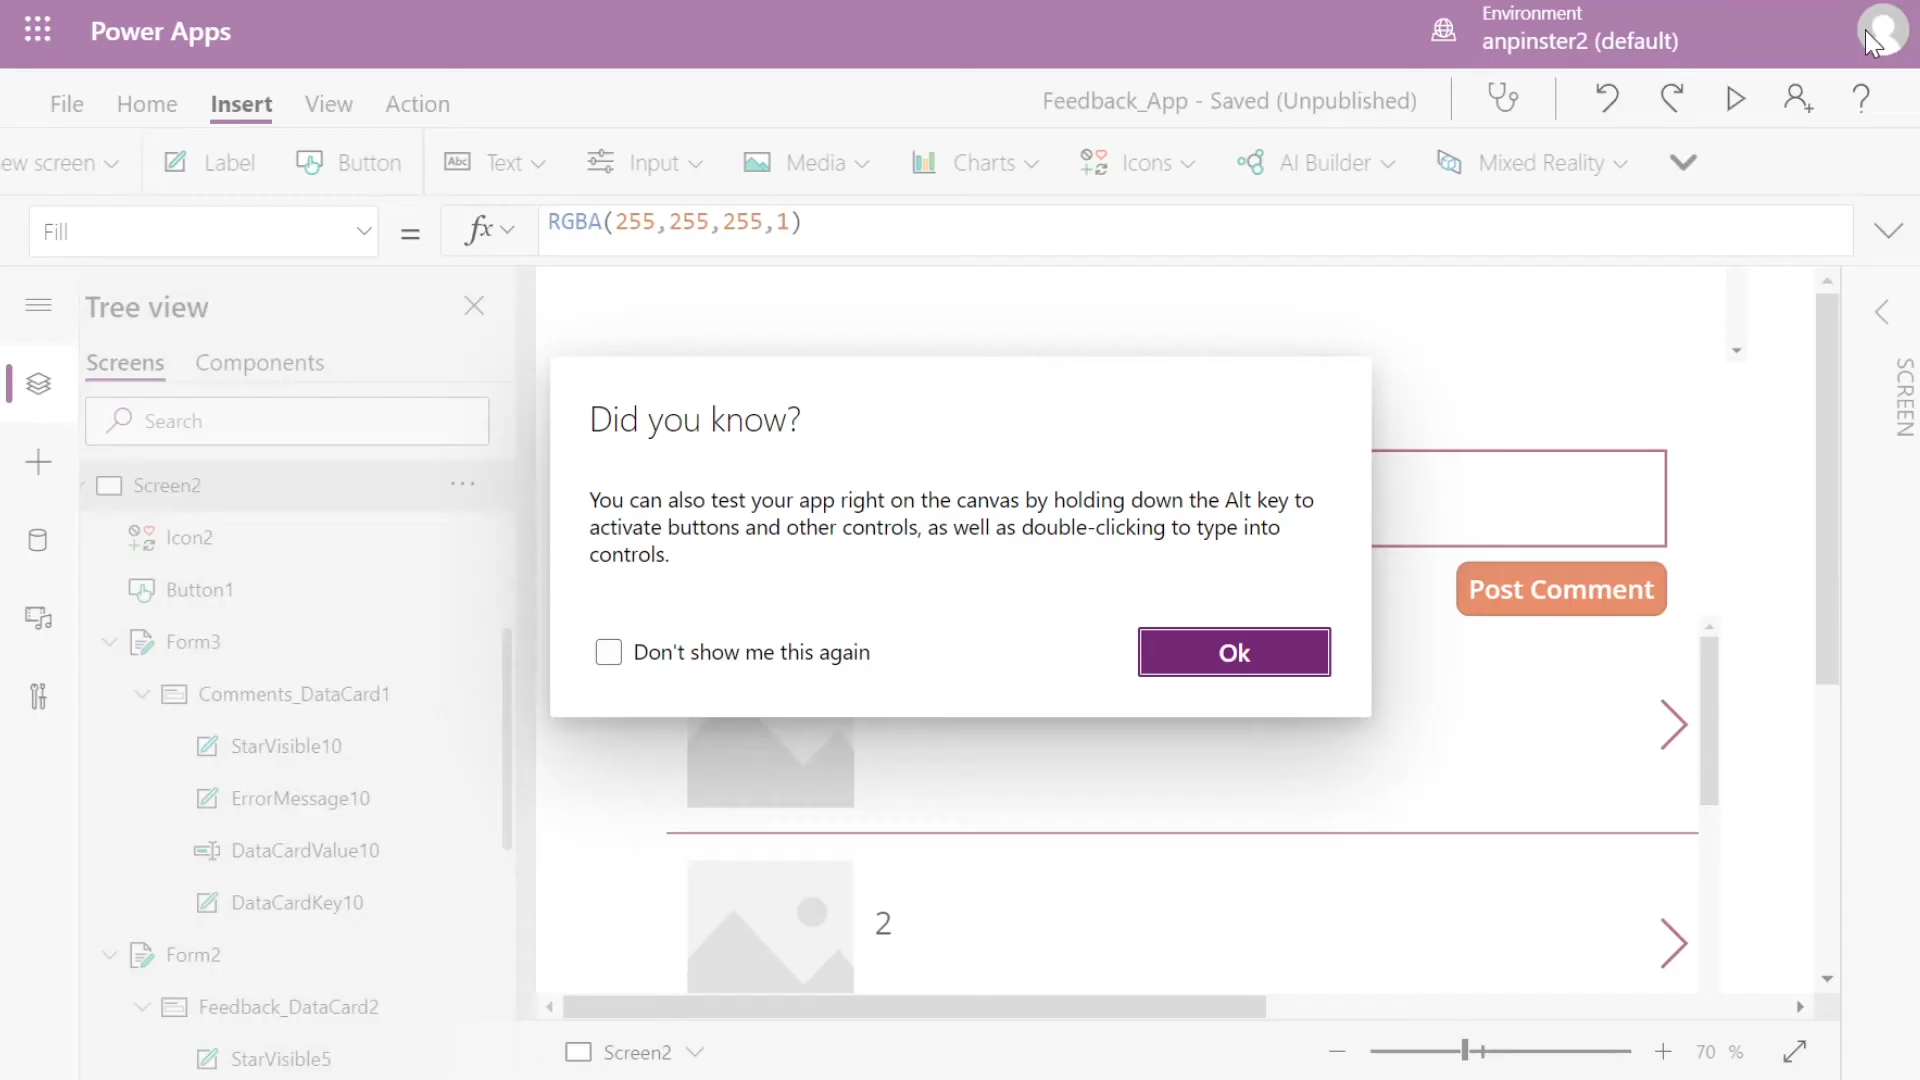 Power Apps
Environment
anpinster2 (default)
File Home Insert View Action
Feedback_App - Saved (Unpublished)
ew screen Label Button Text Input Media Charts Icons AI Builder Mixed Reality
Fill = fx RGBA(255,255,255,1)
Tree view
Screens Components
Search
Screen2
Icon2
Button1
Form3
Comments_DataCard1
StarVisible10
ErrorMessage10
DataCardValue10
DataCardKey10
Form2
Feedback_DataCard2
StarVisible5
Did you know?
You can also test your app right on the canvas by holding down the Alt key to
activate buttons and other controls, as well as double-clicking to type into
controls.
Don't show me this again
Ok
Post Comment
2
SCREEN
Screen2
70 %